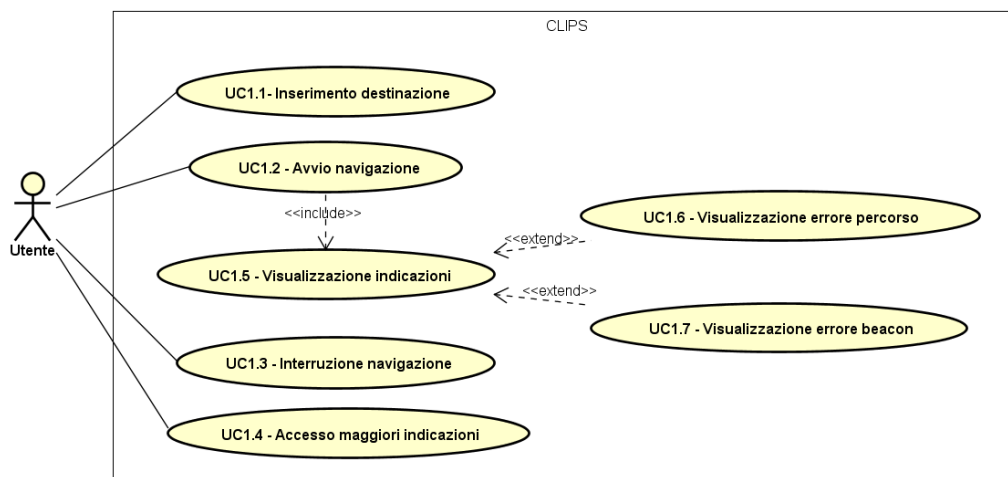 CLIPS
UC1.1- Inserimento destinazione
UC1.2 - Avvio navigazione
<<include>>
UC1.6 - Visualizzazione errore percorso
<<extend>>
Utente
UC1.5 - Visualizzazione indicazioni
<<extend>>
UC1.7 - Visualizzazione errore beacon
UC1.3 - Interruzione navigazione
UC1.4 - Accesso maggiori indicazioni